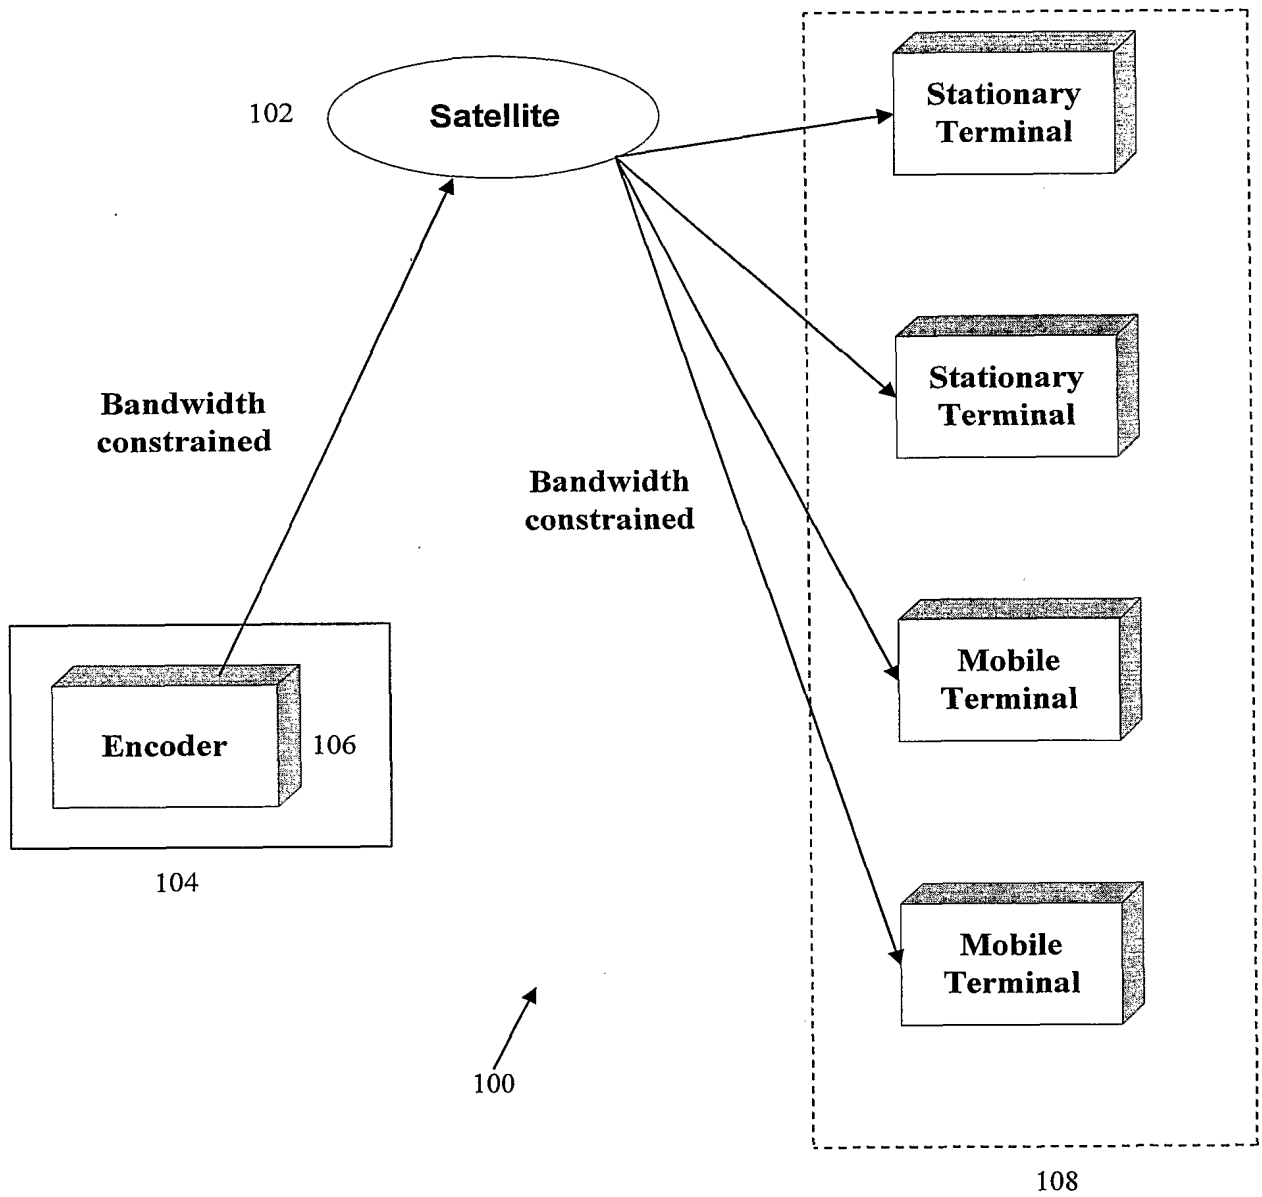 102
Satellite
Stationary
Terminal
Stationary
Terminal
Bandwidth
constrained
Bandwidth
constrained
Mobile
Terminal
Encoder
106
104
Mobile
Terminal
100
108